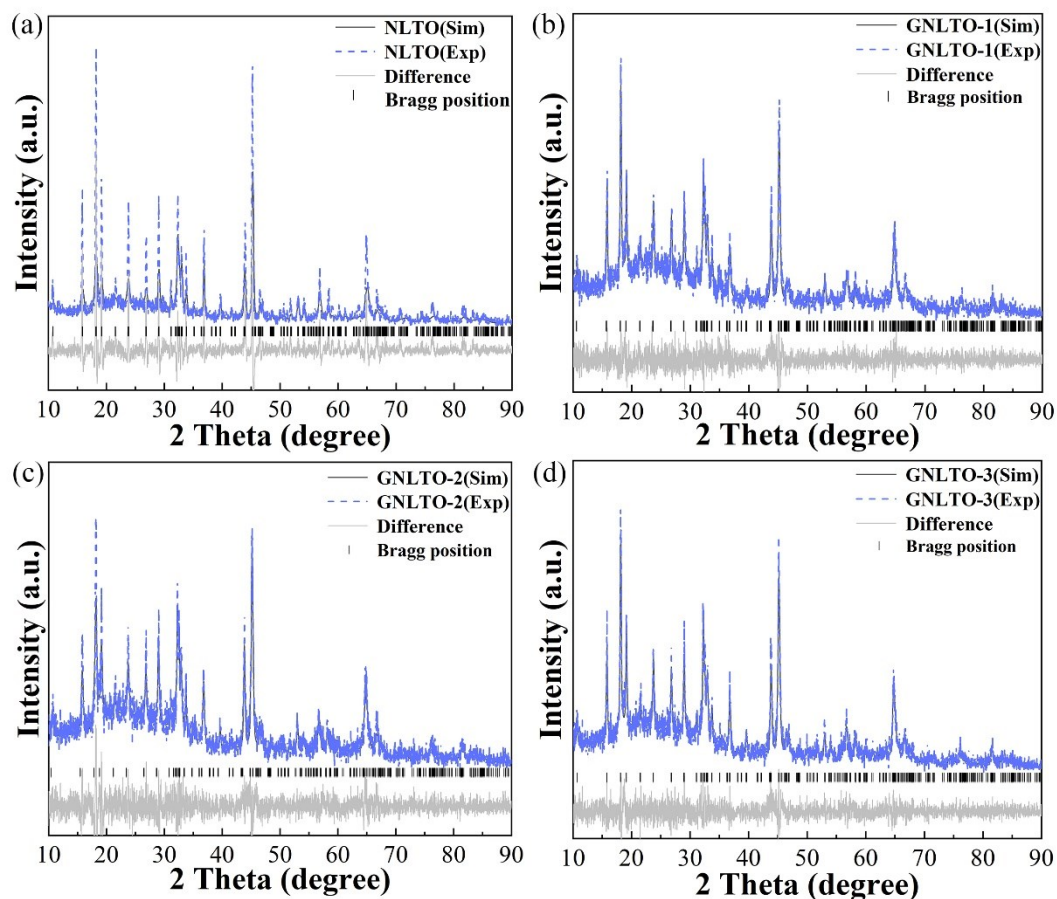 (a)
NLTO(Sim)
NLTO(Exp)
Difference
Bragg position
Intensity (a.u.)
10 20 30 40 50 60 70 80 90
2 Theta (degree)
(b)
GNLTO-1(Sim)
GNLTO-1(Exp)
Difference
Bragg position
Intensity (a.u.)
10 20 30 40 50 60 70 80 90
2 Theta (degree)
(c)
GNLTO-2(Sim)
GNLTO-2(Exp)
Difference
Bragg position
Intensity (a.u.)
10 20 30 40 50 60 70 80 90
2 Theta (degree)
(d)
GNLTO-3(Sim)
GNLTO-3(Exp)
Difference
Bragg position
Intensity (a.u.)
10 20 30 40 50 60 70 80 90
2 Theta (degree)